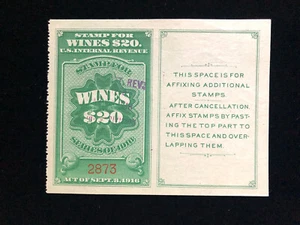 STAMP FOR
WINES $20.
U.S. INTERNAL REVENUE
STAMP FOR
WINES
$20
SERIES OF 1916
2873
ACT OF SEPT. 8, 1916
THIS SPACE IS FOR
AFFIXING ADDITIONAL
STAMPS.
AFTER CANCELLATION
AFFIX STAMPS BY PAST-
ING THE TOP PART TO
THIS SPACE AND OVER-
LAPPING THEM.